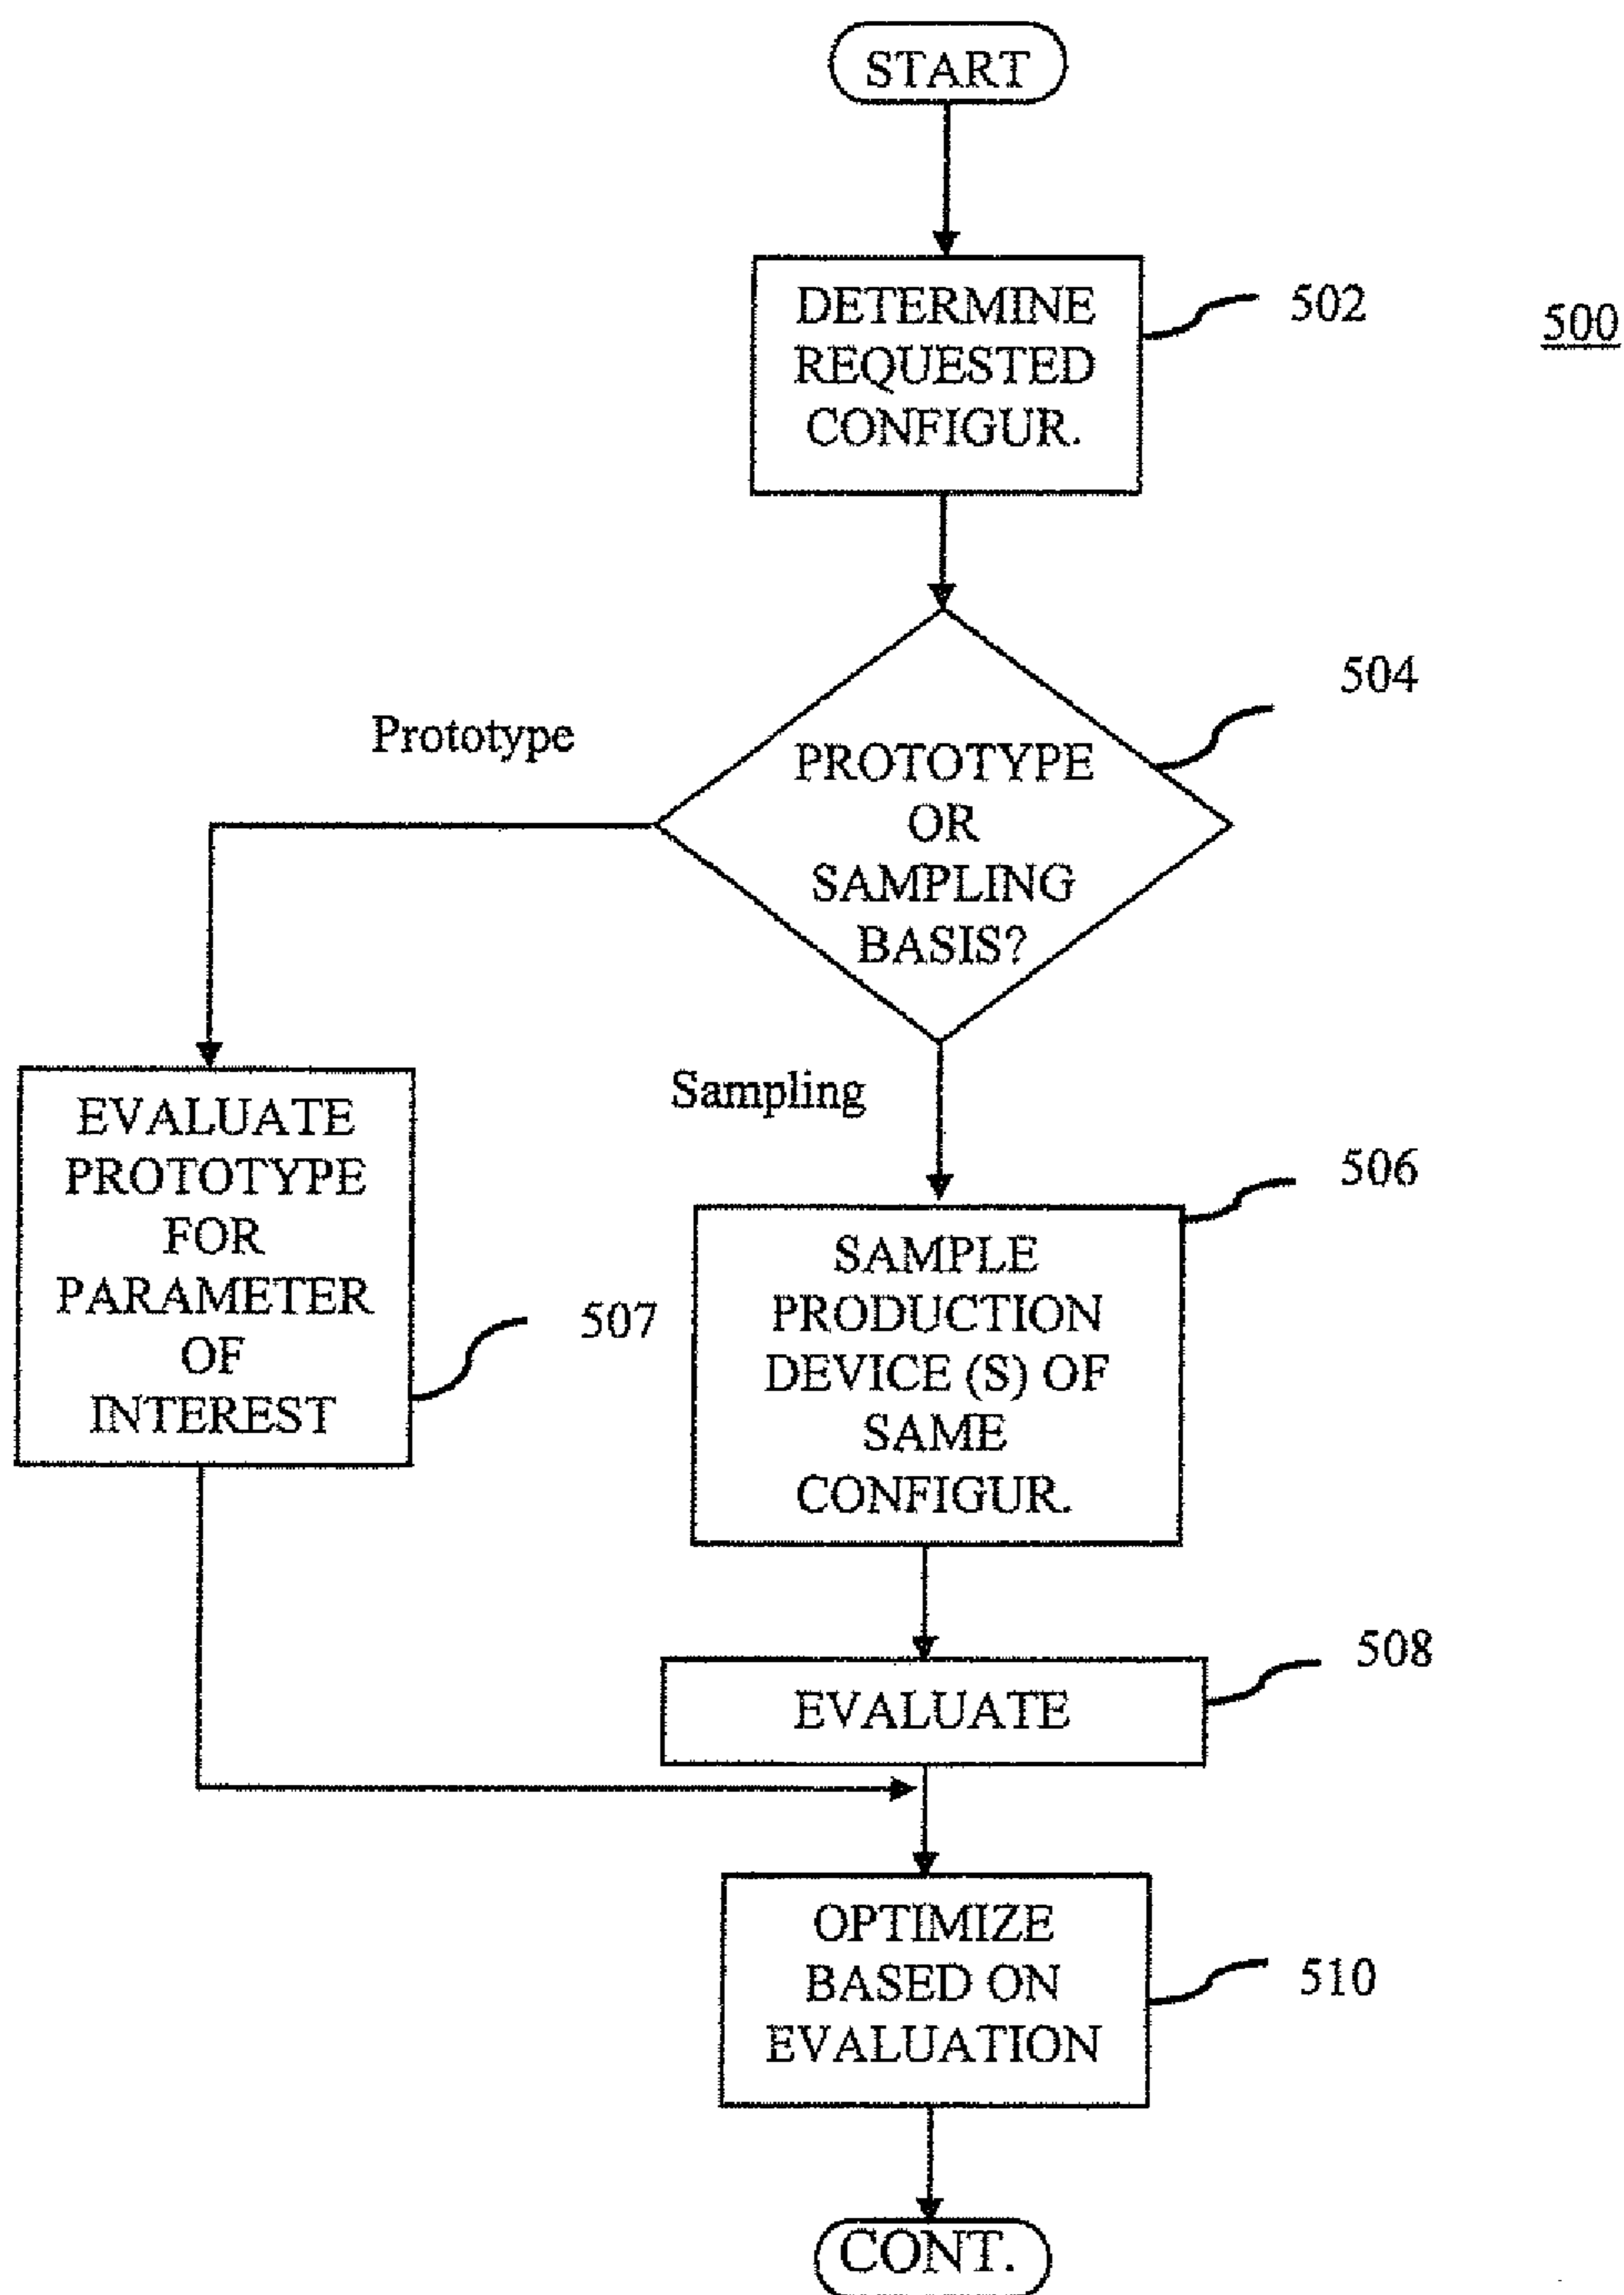 START
DETERMINE
REQUESTED
CONFIGUR.
502
500
504
Prototype
PROTOTYPE
OR
SAMPLING
BASIS?
EVALUATE
PROTOTYPE
FOR
PARAMETER
OF
INTEREST
507
Sampling
506
SAMPLE
PRODUCTION
DEVICE (S) OF
SAME
CONFIGUR.
508
EVALUATE
OPTIMIZE
BASED ON
EVALUATION
510
CONT.